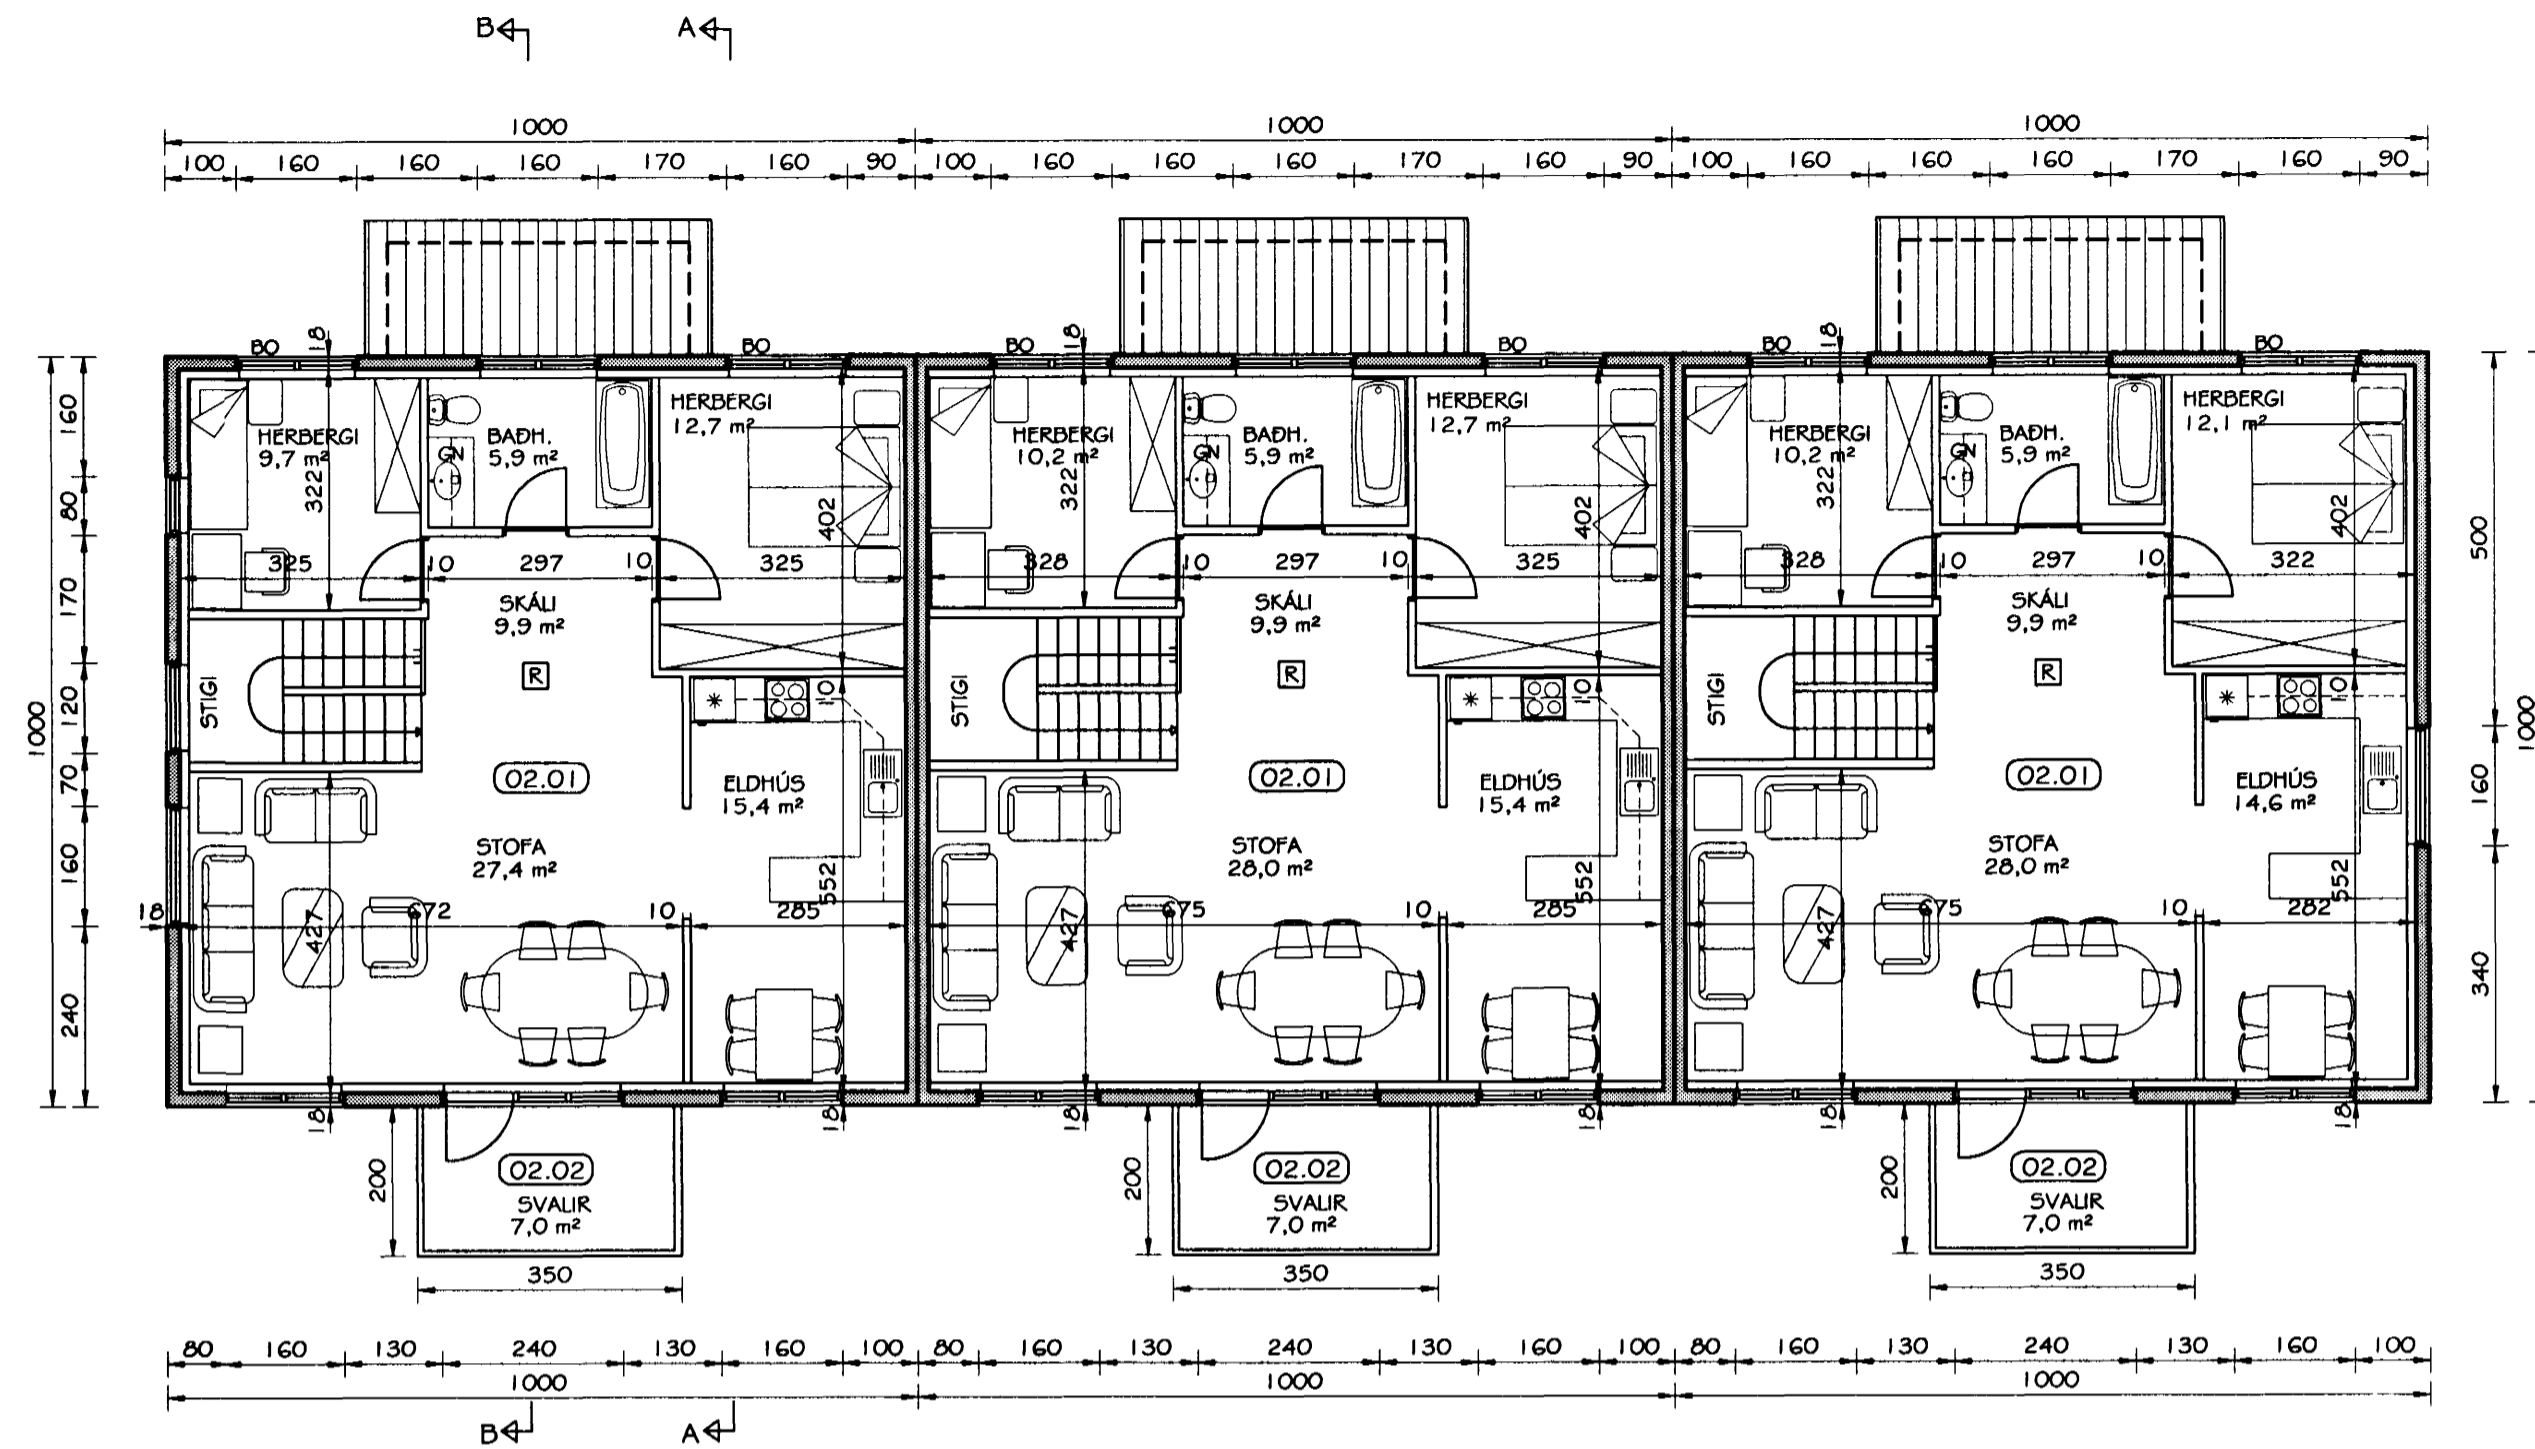 B A
1000 1000 1000
100 160 160 160 170 160 90 100 160 160 160 170 160 90 100 160 160 160 170 160 90
BO 18 BO BO 18 BO BO 18 BO
HERBERGI
9,7 m²
322
GN
BAÐH.
5,9 m²
HERBERGI
12,7 m²
402
325 10 297 10 325
SKÁLI
9,9 m²
R
STIGI
10
02.01
ELDHÚS
15,4 m²
STOFA
27,4 m²
552
18 672 10 285
427
18 18
200
02.02
SVALIR
7,0 m²
350
HERBERGI
10,2 m²
322
GN
BAÐH.
5,9 m²
HERBERGI
12,7 m²
402
328 10 297 10 325
SKÁLI
9,9 m²
R
STIGI
10
02.01
ELDHÚS
15,4 m²
STOFA
28,0 m²
552
675 10 285
427
18 18
200
02.02
SVALIR
7,0 m²
350
HERBERGI
10,2 m²
322
GN
BAÐH.
5,9 m²
HERBERGI
12,1 m²
402
328 10 297 10 322
SKÁLI
9,9 m²
R
STIGI
10
02.01
ELDHÚS
14,6 m²
STOFA
28,0 m²
552
675 10 282
427
18 18
200
02.02
SVALIR
7,0 m²
350
1000
160 80 170 120 70 160 240
500 160 340
1000
80 160 130 240 130 160 100 80 160 130 240 130 160 100 80 160 130 240 130 160 100
1000 1000 1000
B A